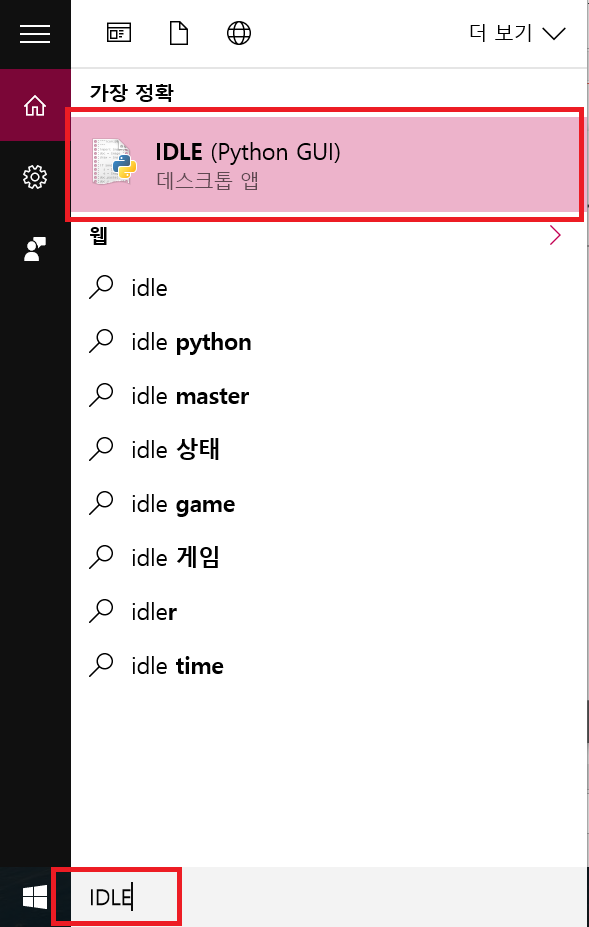 더 보기
가장 정확
IDLE (Python GUI)
데스크톱 앱
웹
idle
idle python
idle master
idle 상태
idle game
idle 게임
idler
idle time
IDLE